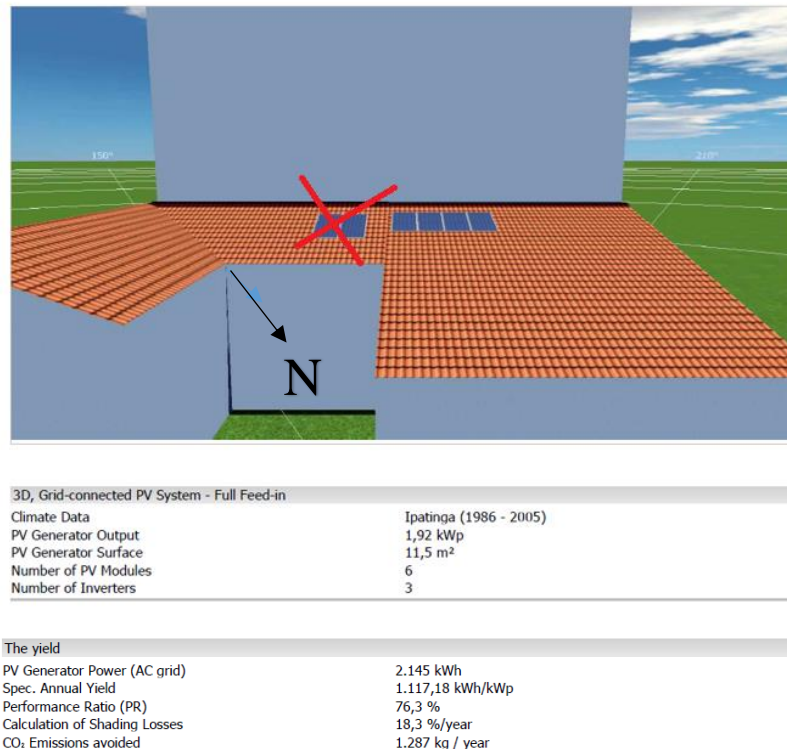 150°
210°
N
3D, Grid-connected PV System - Full Feed-in
Climate Data Ipatinga (1986 - 2005)
PV Generator Output 1,92 kWp
PV Generator Surface 11,5 m²
Number of PV Modules 6
Number of Inverters 3
The yield
PV Generator Power (AC grid) 2.145 kWh
Spec. Annual Yield 1.117,18 kWh/kWp
Performance Ratio (PR) 76,3 %
Calculation of Shading Losses 18,3 %/year
CO₂ Emissions avoided 1.287 kg / year